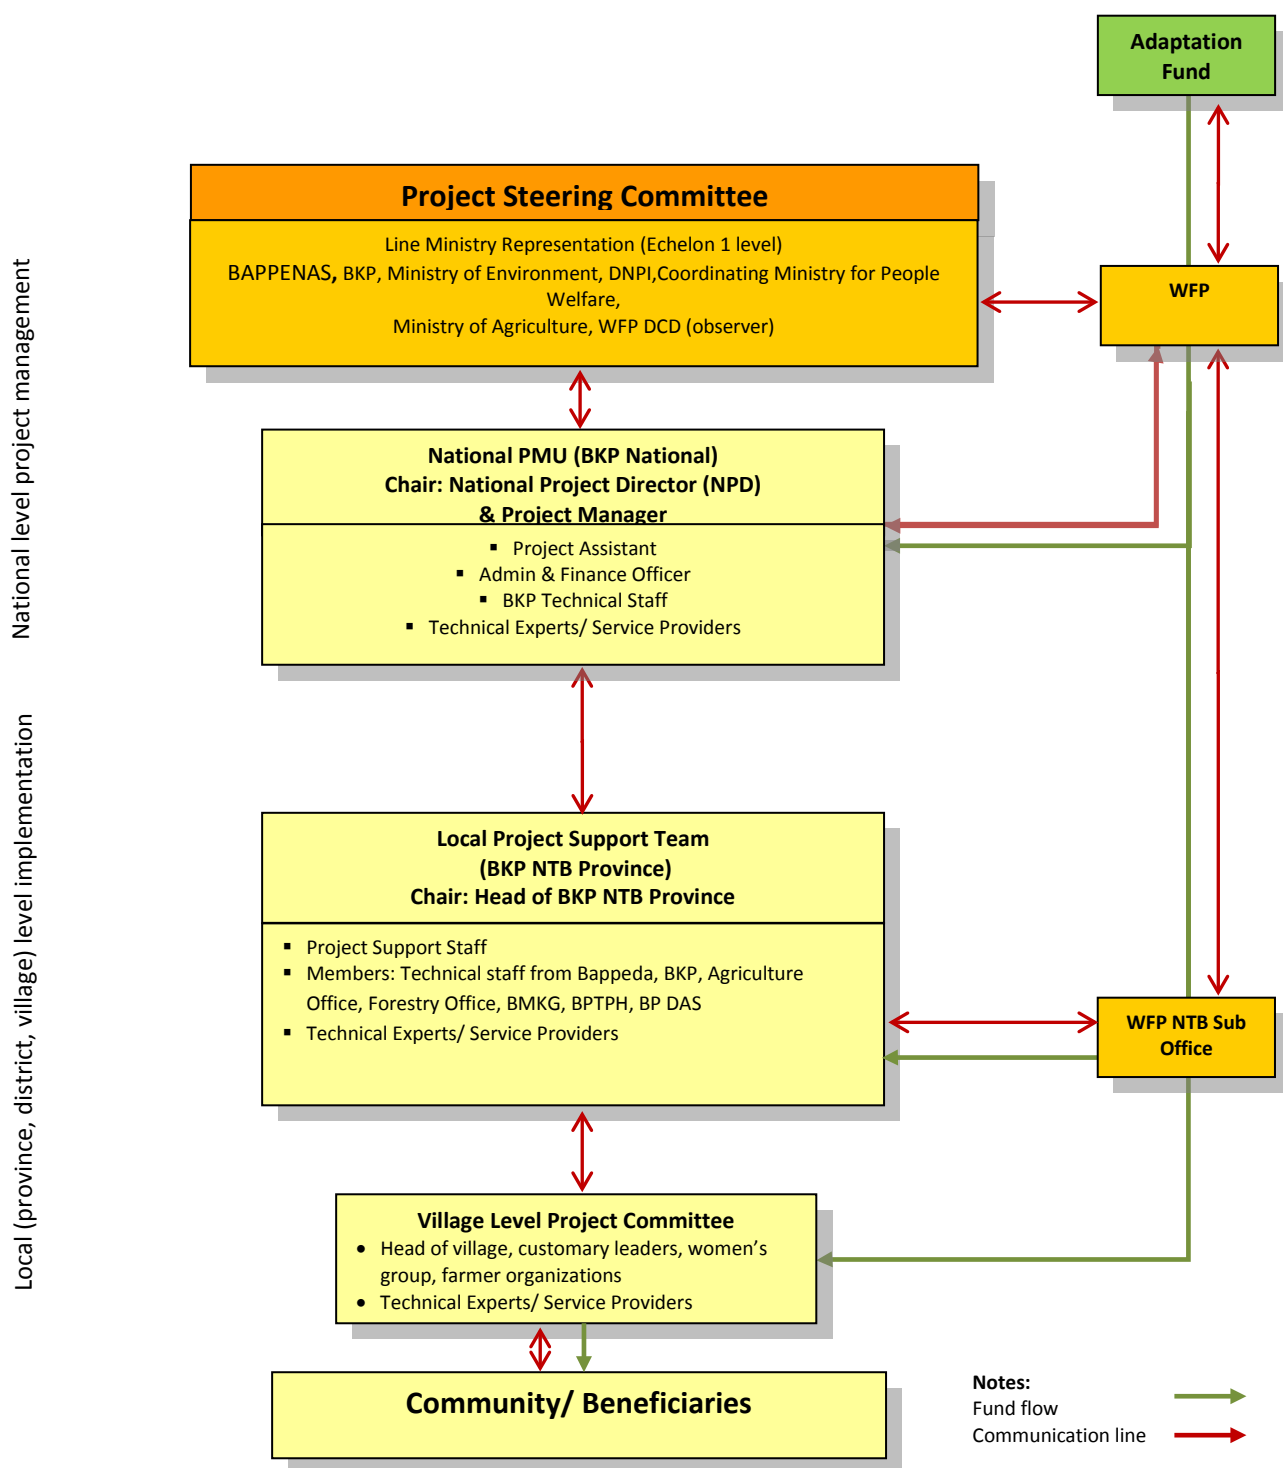 Adaptation
Fund
Project Steering Committee
Line Ministry Representation (Echelon 1 level)
BAPPENAS, BKP, Ministry of Environment, DNPI,Coordinating Ministry for People
Welfare,
Ministry of Agriculture, WFP DCD (observer)
WFP
National level project management
National PMU (BKP National)
Chair: National Project Director (NPD)
& Project Manager
▪ Project Assistant
▪ Admin & Finance Officer
▪ BKP Technical Staff
▪ Technical Experts/ Service Providers
Local (province, district, village) level implementation
Local Project Support Team
(BKP NTB Province)
Chair: Head of BKP NTB Province
▪ Project Support Staff
▪ Members: Technical staff from Bappeda, BKP, Agriculture
Office, Forestry Office, BMKG, BPTPH, BP DAS
▪ Technical Experts/ Service Providers
WFP NTB Sub
Office
Village Level Project Committee
• Head of village, customary leaders, women’s
group, farmer organizations
• Technical Experts/ Service Providers
Community/ Beneficiaries
Notes:
Fund flow
Communication line